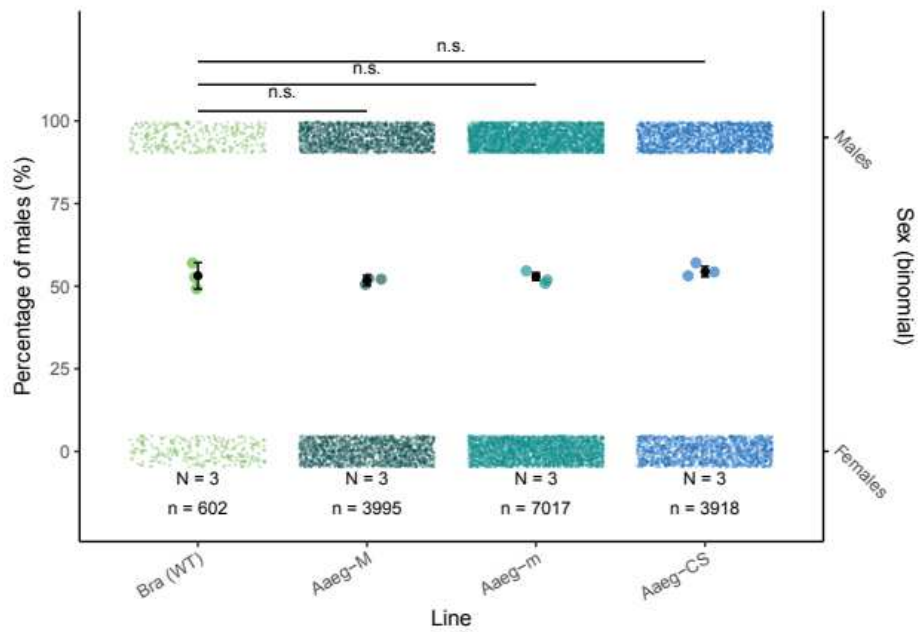 n.s.
n.s.
n.s.
100
75
50
25
0
Percentage of males (%)
Males
Females
Sex (binomial)
N = 3 N = 3 N = 3 N = 3
n = 602 n = 3995 n = 7017 n = 3918
Bra (WT) Aaeg−M Aaeg−m Aaeg−CS
Line